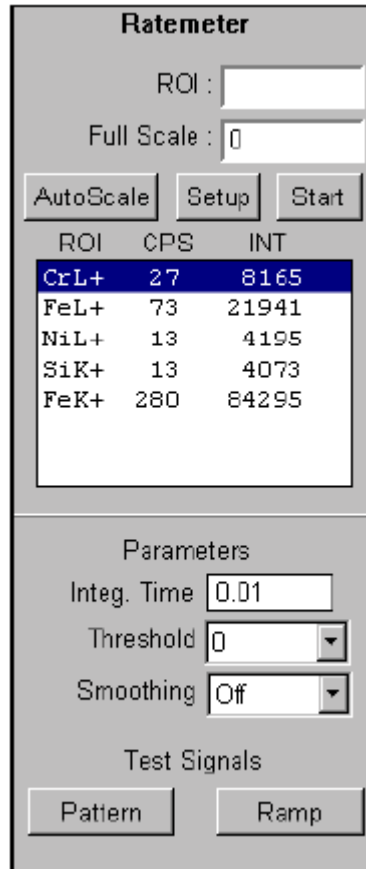 Ratemeter
ROI :
Full Scale : 0
AutoScale Setup Start
ROI CPS INT
CrL+ 27 8165
FeL+ 73 21941
NiL+ 13 4195
SiK+ 13 4073
FeK+ 280 84295
Parameters
Integ. Time 0.01
Threshold 0
Smoothing Off
Test Signals
Pattern Ramp